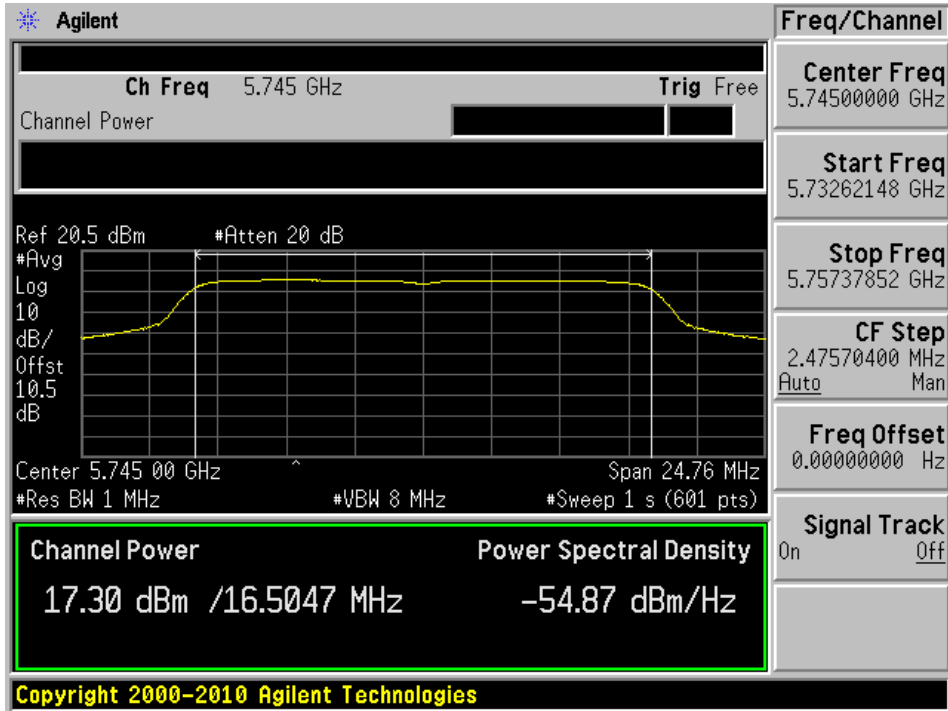 Agilent
Freq/Channel
Ch Freq 5.745 GHz Trig Free
Channel Power
Center Freq
5.74500000 GHz
Start Freq
5.73262148 GHz
Stop Freq
5.75737852 GHz
CF Step
2.47570400 MHz
Auto Man
Freq Offset
0.00000000 Hz
Signal Track
On Off
Ref 20.5 dBm #Atten 20 dB
#Avg
Log
10
dB/
Offst
10.5
dB
Center 5.745 00 GHz ^ Span 24.76 MHz
#Res BW 1 MHz #VBW 8 MHz #Sweep 1 s (601 pts)
Channel Power Power Spectral Density
17.30 dBm /16.5047 MHz -54.87 dBm/Hz
Copyright 2000-2010 Agilent Technologies